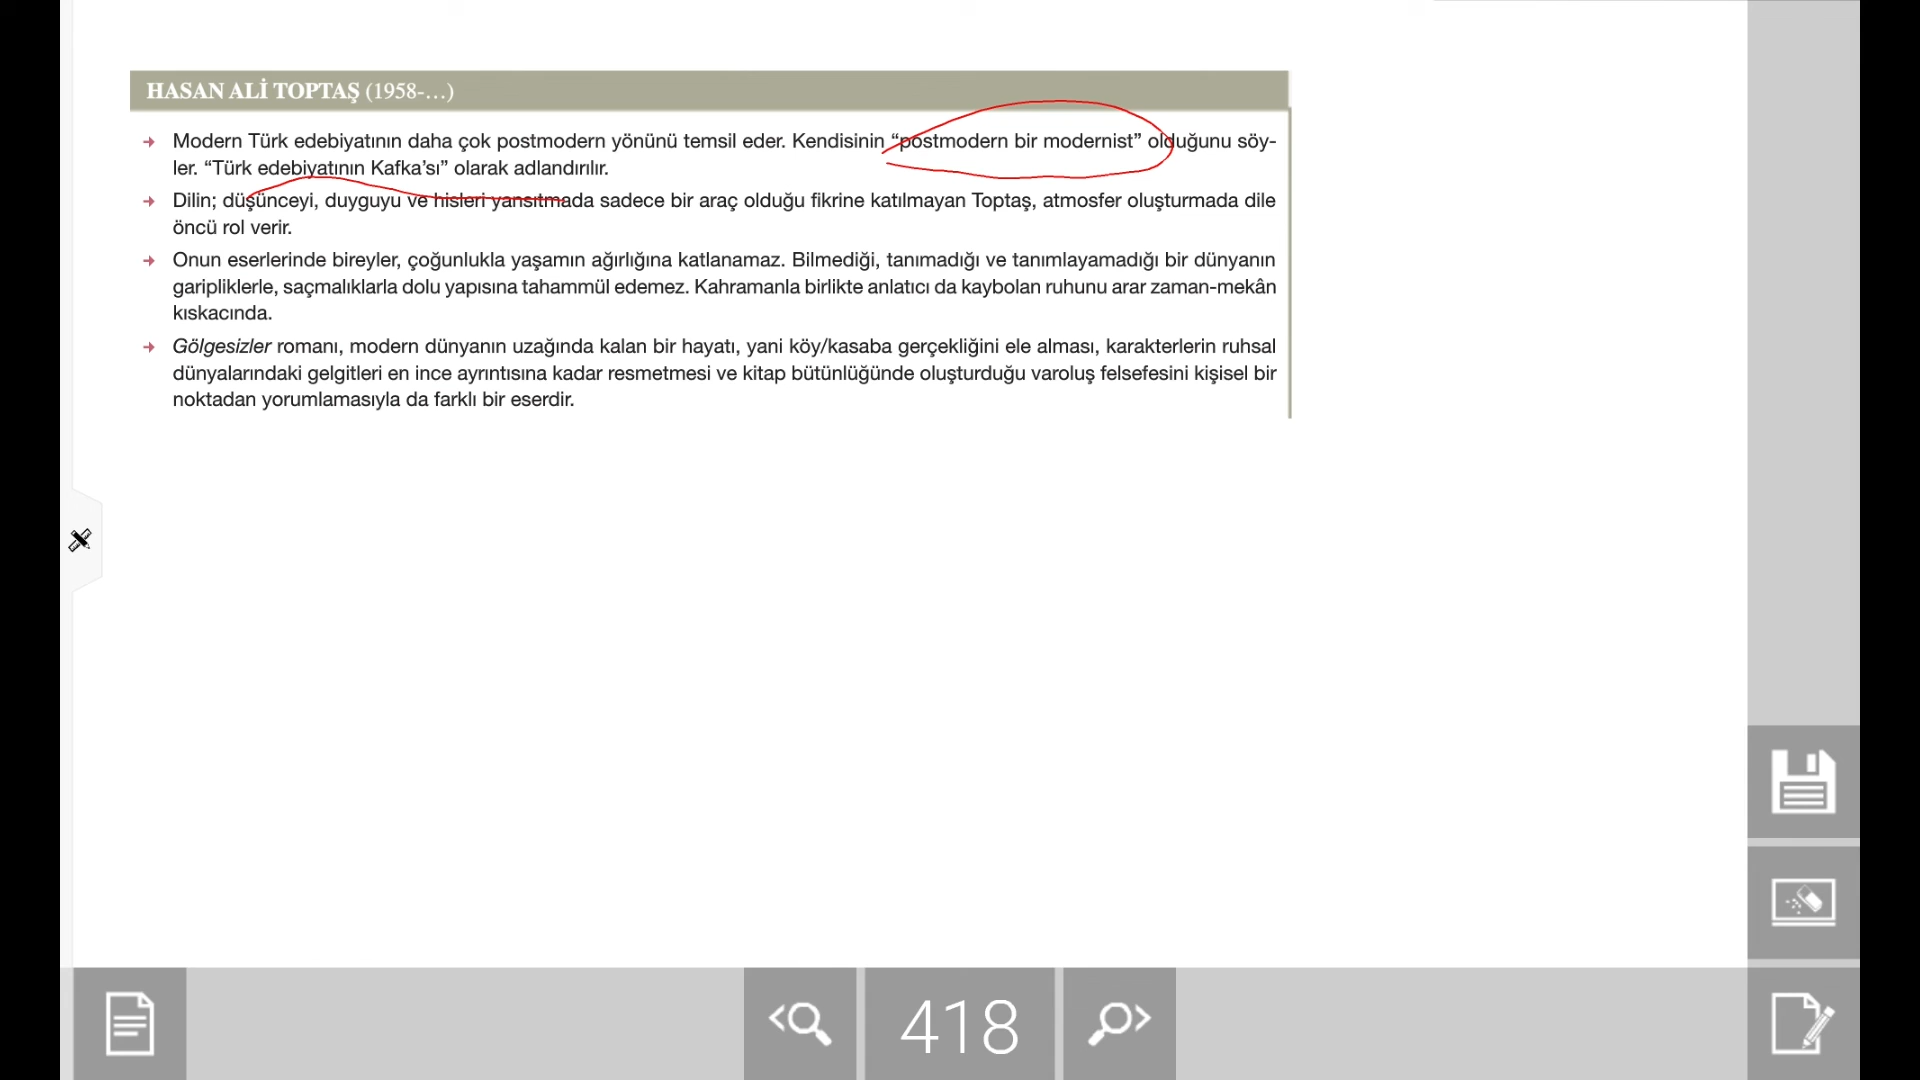 HASAN ALİ TOPTAŞ (1958-…)
Modern Türk edebiyatının daha çok postmodern yönünü temsil eder. Kendisinin “postmodern bir modernist” olduğunu söy-
ler. “Türk edebiyatının Kafka’sı” olarak adlandırılır.
Dilin; düşünceyi, duyguyu ve hisleri yansıtmada sadece bir araç olduğu fikrine katılmayan Toptaş, atmosfer oluşturmada dile
öncü rol verir.
Onun eserlerinde bireyler, çoğunlukla yaşamın ağırlığına katlanamaz. Bilmediği, tanımadığı ve tanımlayamadığı bir dünyanın
garipliklerle, saçmalıklarla dolu yapısına tahammül edemez. Kahramanla birlikte anlatıcı da kaybolan ruhunu arar zaman-mekân
kıskacında.
Gölgesizler romanı, modern dünyanın uzağında kalan bir hayatı, yani köy/kasaba gerçekliğini ele alması, karakterlerin ruhsal
dünyalarındaki gelgitleri en ince ayrıntısına kadar resmetmesi ve kitap bütünlüğünde oluşturduğu varoluş felsefesini kişisel bir
noktadan yorumlamasıyla da farklı bir eserdir.
418